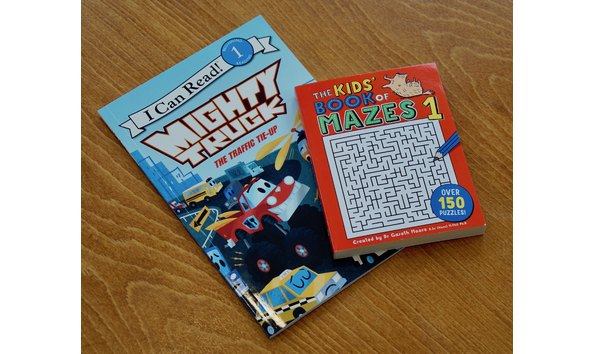 I Can Read!
1
MIGHTY
TRUCK
THE TRAFFIC TIE-UP
THE KIDS'
BOOK OF
MAZES 1
OVER
150
PUZZLES!
Created by Dr Gareth Moore